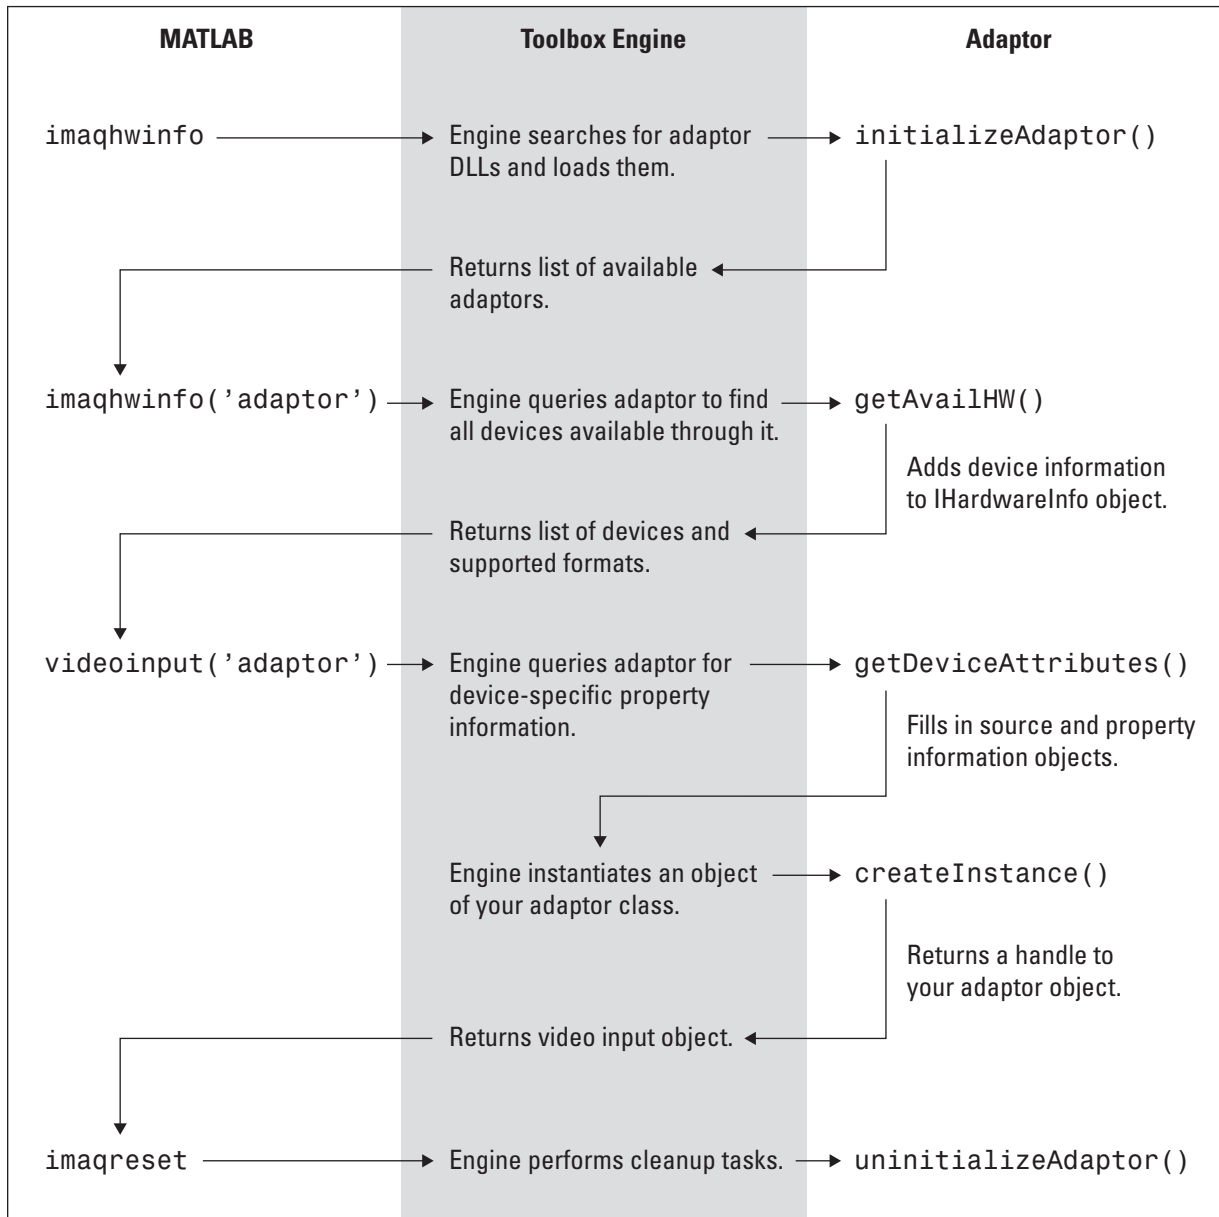 MATLAB
Toolbox Engine
Adaptor
imaqhwinfo
Engine searches for adaptor
DLLs and loads them.
initializeAdaptor()
Returns list of available
adaptors.
imaqhwinfo('adaptor')
Engine queries adaptor to find
all devices available through it.
getAvailHW()
Adds device information
to IHardwareInfo object.
Returns list of devices and
supported formats.
videoinput('adaptor')
Engine queries adaptor for
device-specific property
information.
getDeviceAttributes()
Fills in source and property
information objects.
Engine instantiates an object
of your adaptor class.
createInstance()
Returns a handle to
your adaptor object.
Returns video input object.
imaqreset
Engine performs cleanup tasks.
uninitializeAdaptor()